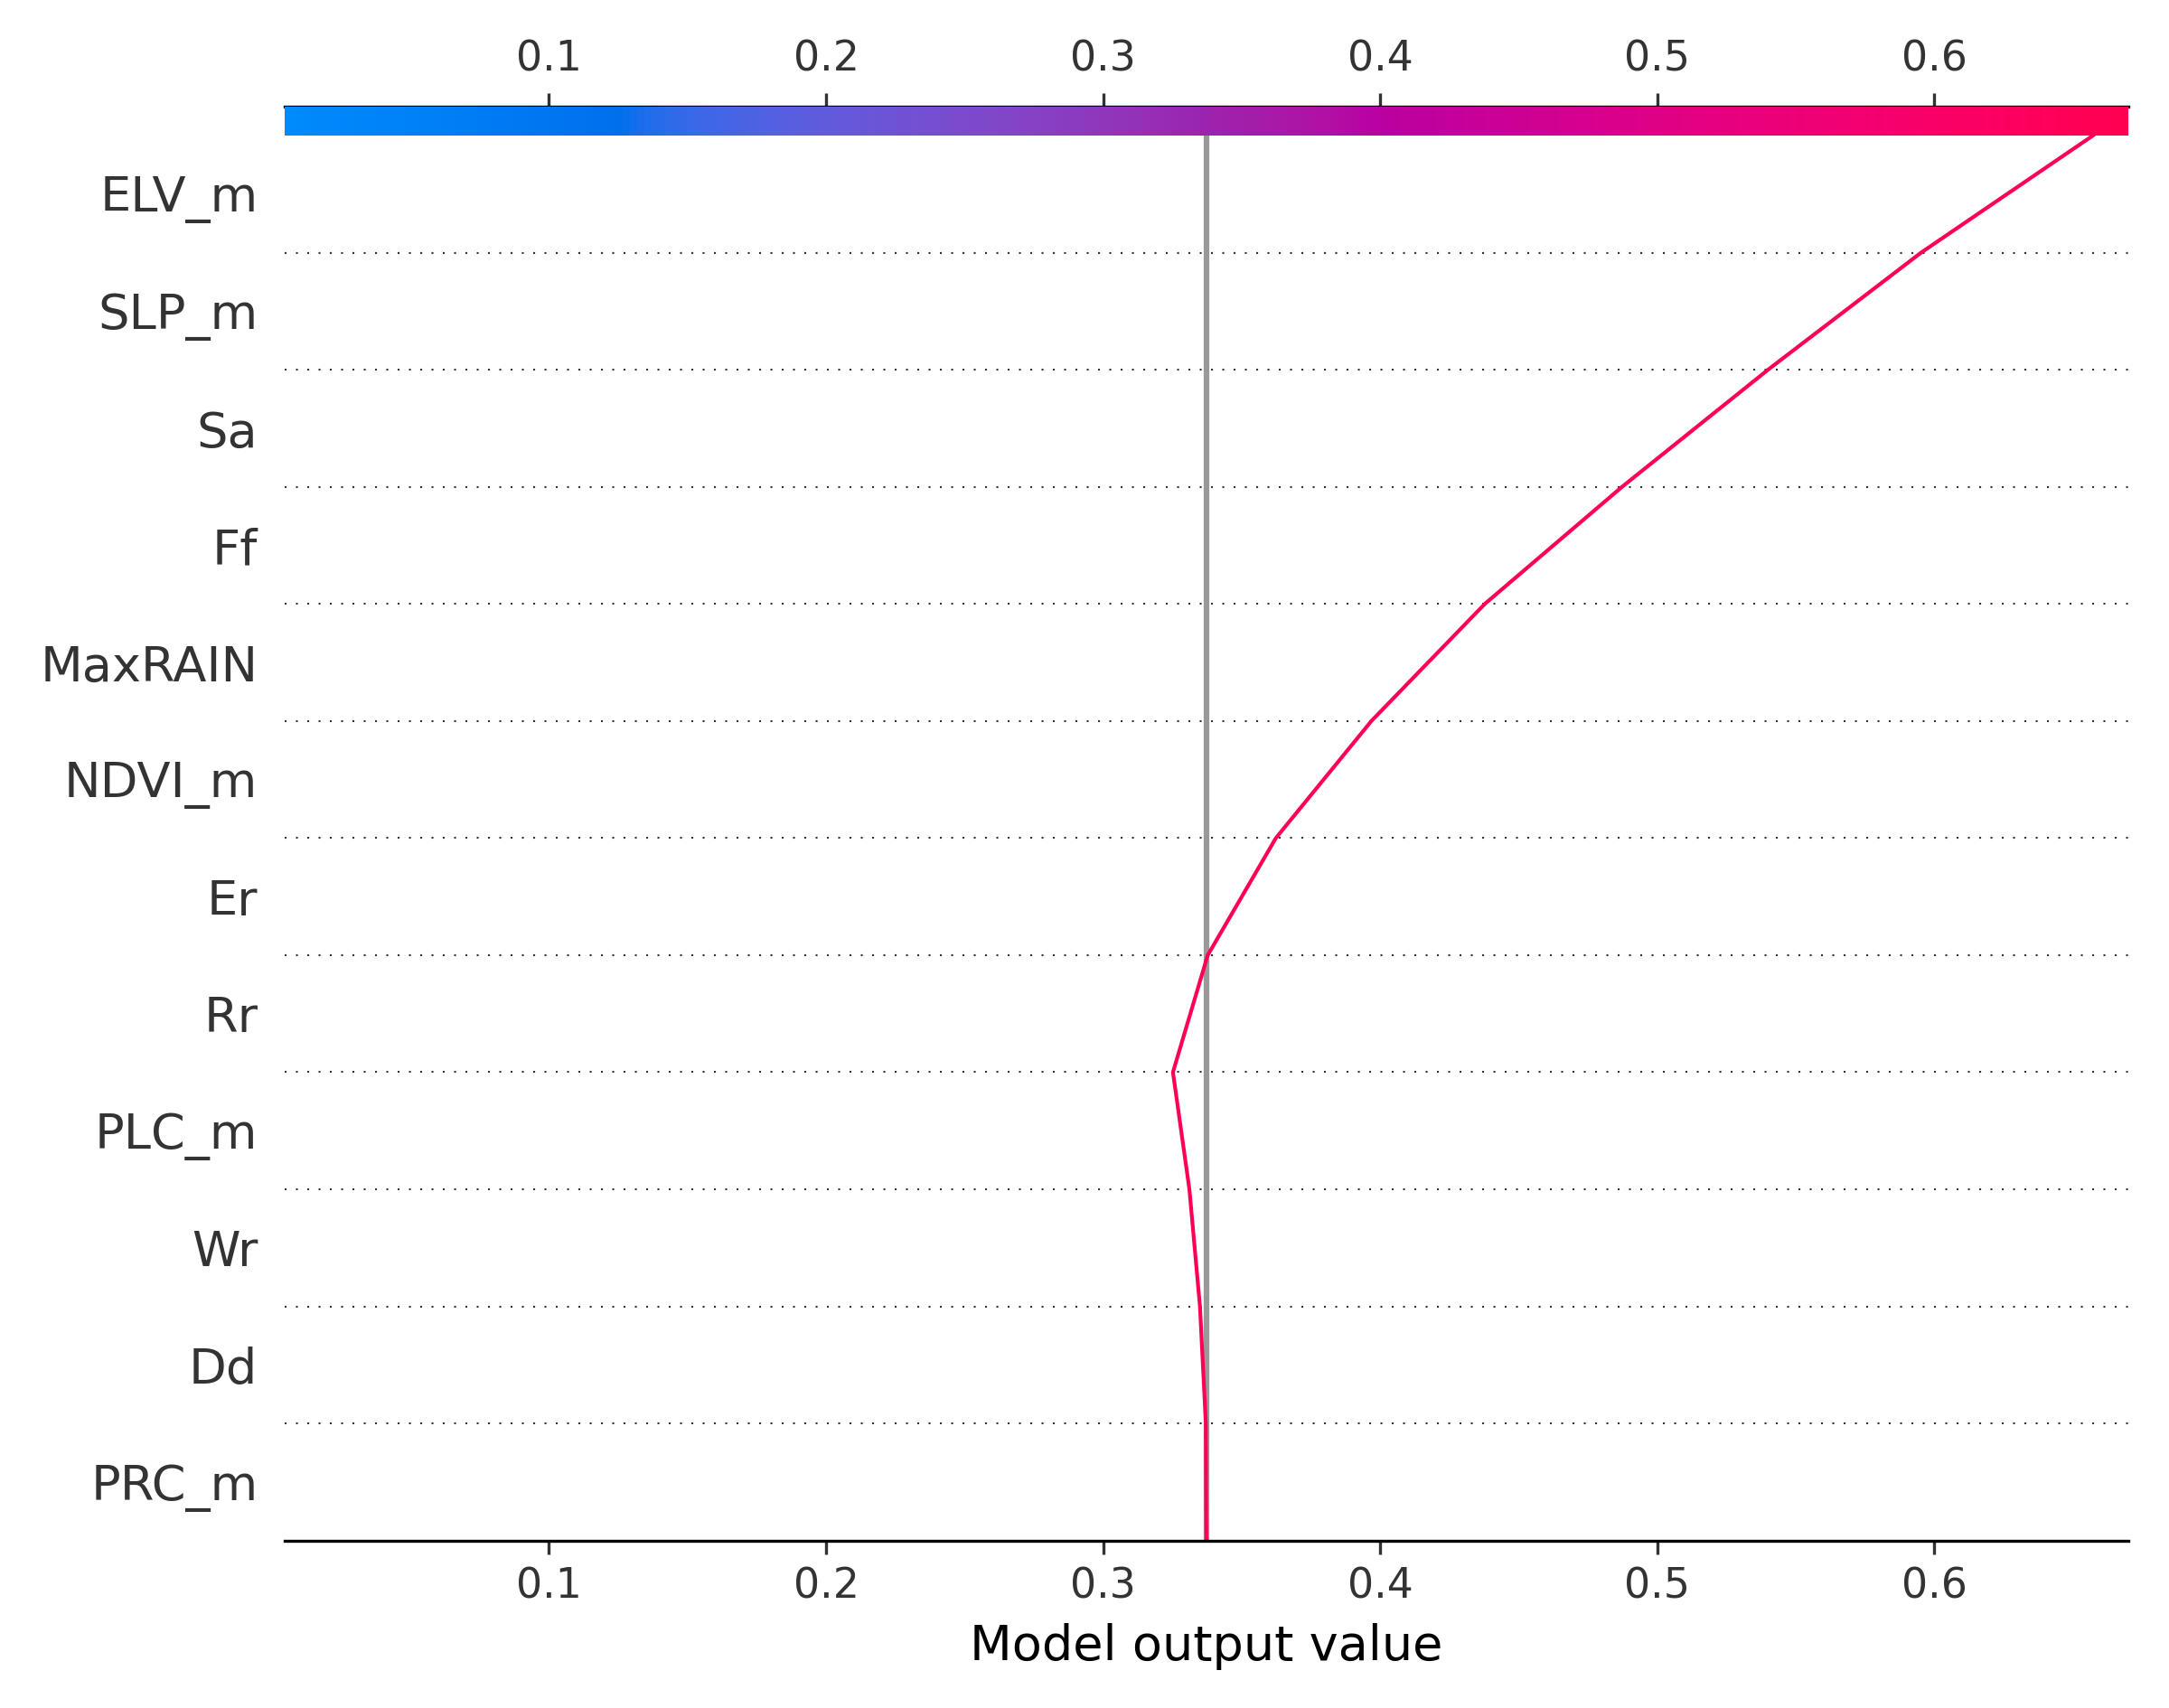 0.1 0.2 0.3 0.4 0.5 0.6
ELV_m
SLP_m
Sa
Ff
MaxRAIN
NDVI_m
Er
Rr
PLC_m
Wr
Dd
PRC_m
0.1 0.2 0.3 0.4 0.5 0.6
Model output value